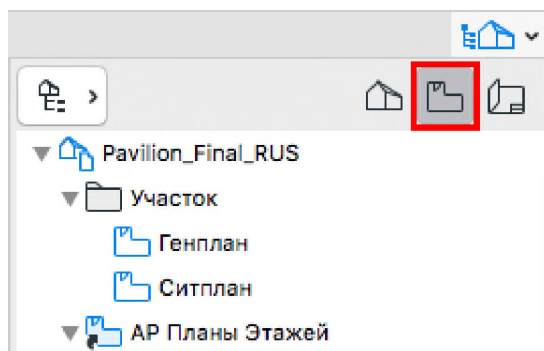 Pavilion_Final_RUS
Участок
Генплан
Ситплан
АР Планы Этажей